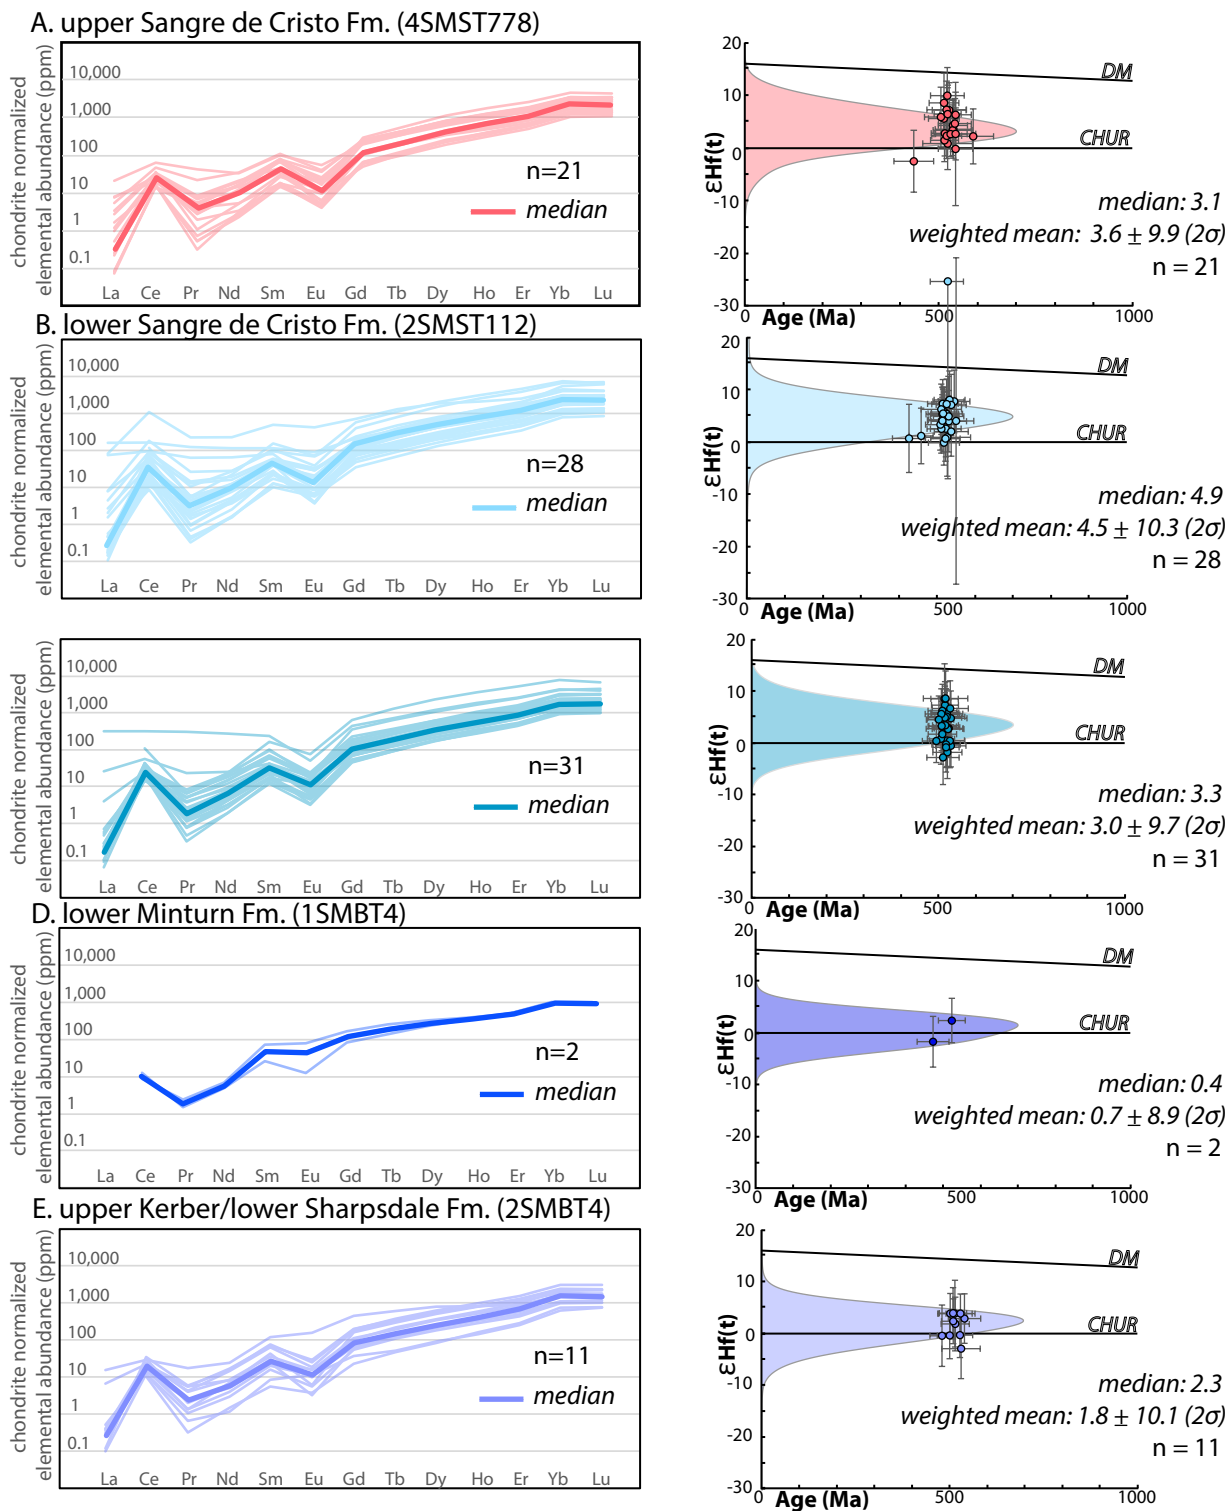 A. upper Sangre de Cristo Fm. (4SMST778)
chondrite normalized
elemental abundance (ppm)
10,000
1,000
100
10
1
0.1
n=21
median
La Ce Pr Nd Sm Eu Gd Tb Dy Ho Er Yb Lu
εHf(t)
20
10
0
-10
-20
-30
DM
CHUR
median: 3.1
weighted mean: 3.6 ± 9.9 (2σ)
n = 21
0 Age (Ma) 500 1000
B. lower Sangre de Cristo Fm. (2SMST112)
chondrite normalized
elemental abundance (ppm)
10,000
1,000
100
10
1
0.1
n=28
median
La Ce Pr Nd Sm Eu Gd Tb Dy Ho Er Yb Lu
εHf(t)
20
10
0
-10
-20
-30
DM
CHUR
median: 4.9
weighted mean: 4.5 ± 10.3 (2σ)
n = 28
0 Age (Ma) 500 1000
chondrite normalized
elemental abundance (ppm)
10,000
1,000
100
10
1
0.1
n=31
median
La Ce Pr Nd Sm Eu Gd Tb Dy Ho Er Yb Lu
εHf(t)
20
10
0
-10
-20
-30
DM
CHUR
median: 3.3
weighted mean: 3.0 ± 9.7 (2σ)
n = 31
0 Age (Ma) 500 1000
D. lower Minturn Fm. (1SMBT4)
chondrite normalized
elemental abundance (ppm)
10,000
1,000
100
10
1
0.1
n=2
median
La Ce Pr Nd Sm Eu Gd Tb Dy Ho Er Yb Lu
εHf(t)
20
10
0
-10
-20
-30
DM
CHUR
median: 0.4
weighted mean: 0.7 ± 8.9 (2σ)
n = 2
0 Age (Ma) 500 1000
E. upper Kerber/lower Sharpsdale Fm. (2SMBT4)
chondrite normalized
elemental abundance (ppm)
10,000
1,000
100
10
1
0.1
n=11
median
La Ce Pr Nd Sm Eu Gd Tb Dy Ho Er Yb Lu
εHf(t)
20
10
0
-10
-20
-30
DM
CHUR
median: 2.3
weighted mean: 1.8 ± 10.1 (2σ)
n = 11
0 Age (Ma) 500 1000